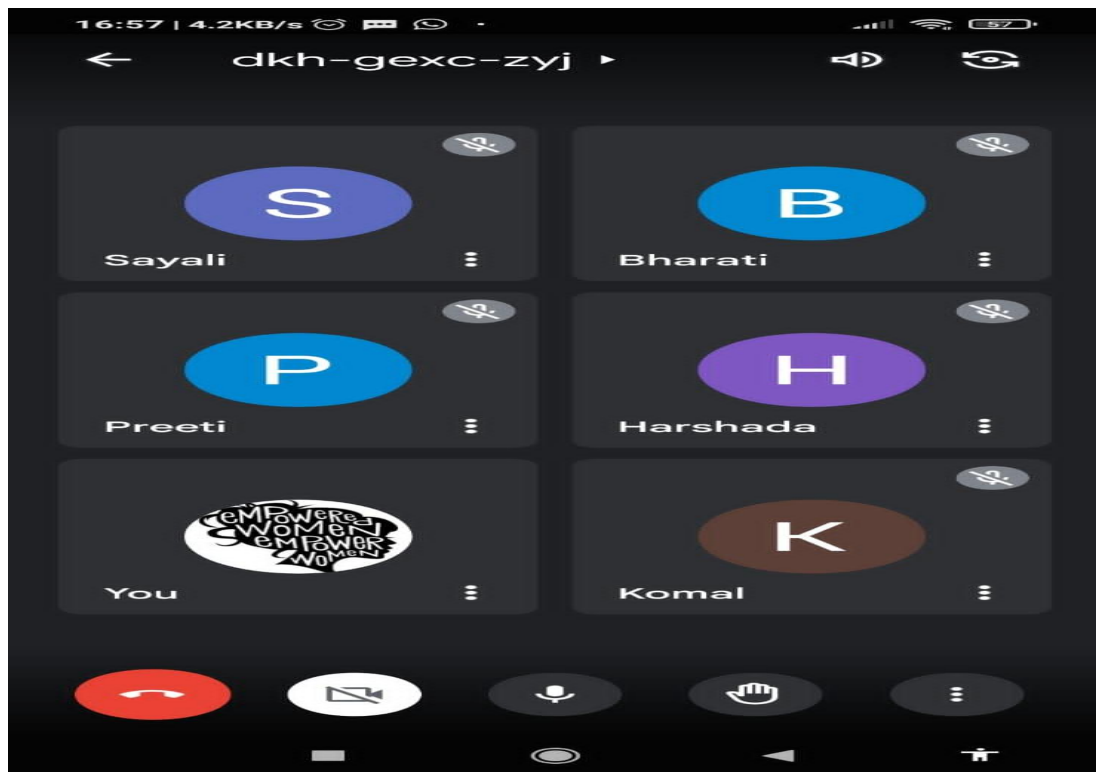 16:57 | 4.2KB/s 57
dkh-gexc-zyj
S
B
Sayali
Bharati
P
H
Preeti
Harshada
EMPOWERED
WOMEN
EMPOWER
WOMEN
K
You
Komal